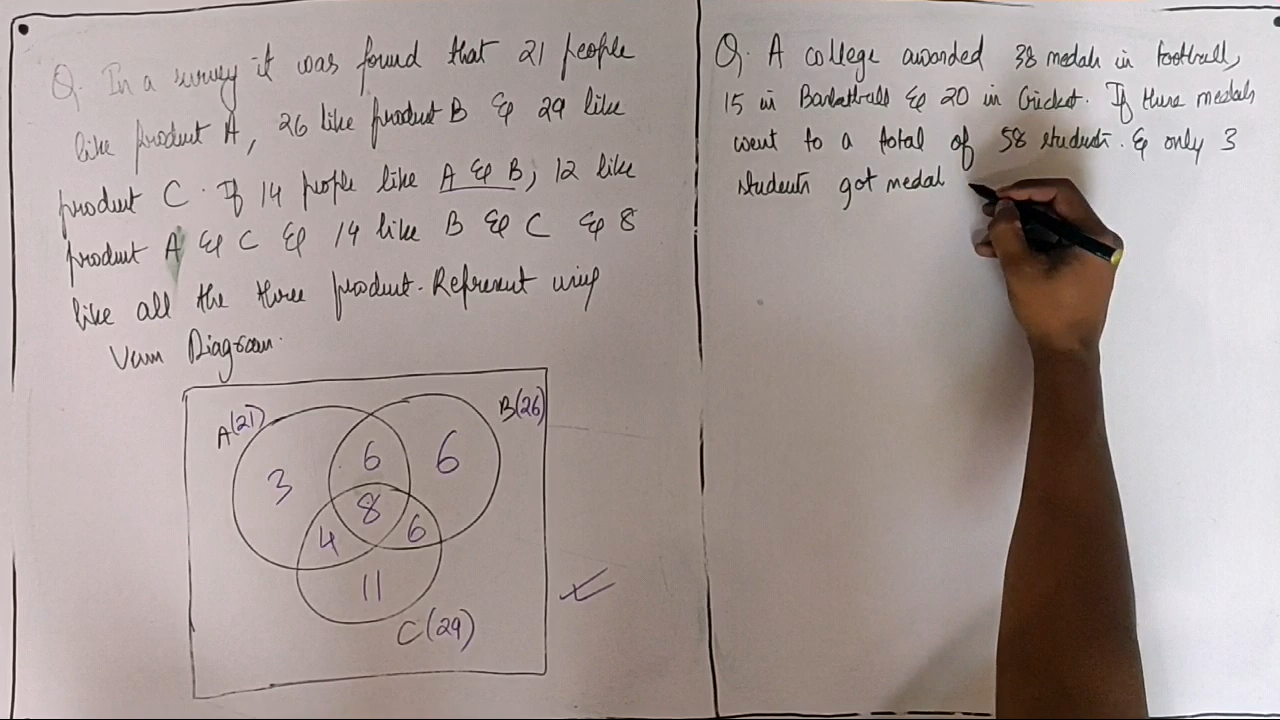 Q. In a survey it was found that 21 people
like product A, 26 like product B & 29 like
product C. If 14 people like A & B, 12 like
product A & C & 14 like B & C & 8
like all the three product. Represent using
Venn Diagram.
A(21)
B(26)
6
6
3
8
4
6
11
C(29)
Q. A college awarded 38 medals in football,
15 in Basketball & 20 in Cricket. If these medals
went to a total of 58 students. & only 3
students got medal